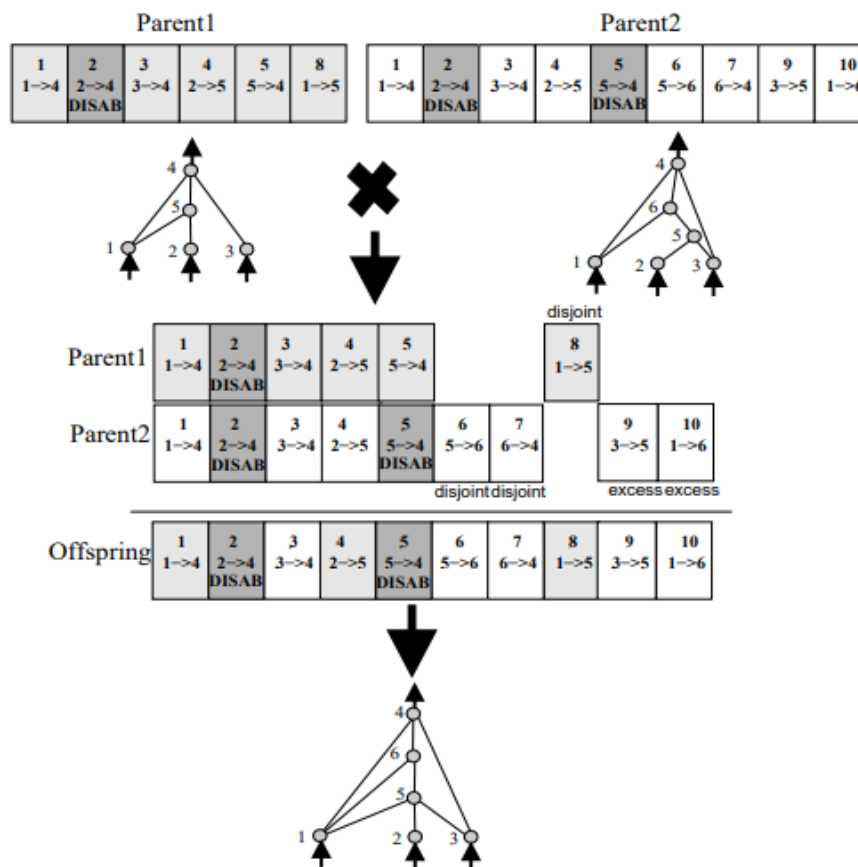 Parent1 Parent2
1 2 3 4 5 8 1 2 3 4 5 6 7 9 10
1->4 2->4 3->4 2->5 5->4 1->5 1->4 2->4 3->4 2->5 5->4 5->6 6->4 3->5 1->6
DISAB DISAB DISAB
4 4
5 6
5
1 2 3 1 2 3
disjoint
Parent1 1 2 3 4 5 8
1->4 2->4 3->4 2->5 5->4 1->5
DISAB
Parent2 1 2 3 4 5 6 7 9 10
1->4 2->4 3->4 2->5 5->4 5->6 6->4 3->5 1->6
DISAB DISAB
disjoint disjoint excess excess
Offspring 1 2 3 4 5 6 7 8 9 10
1->4 2->4 3->4 2->5 5->4 5->6 6->4 1->5 3->5 1->6
DISAB DISAB
4
6
5
1 2 3